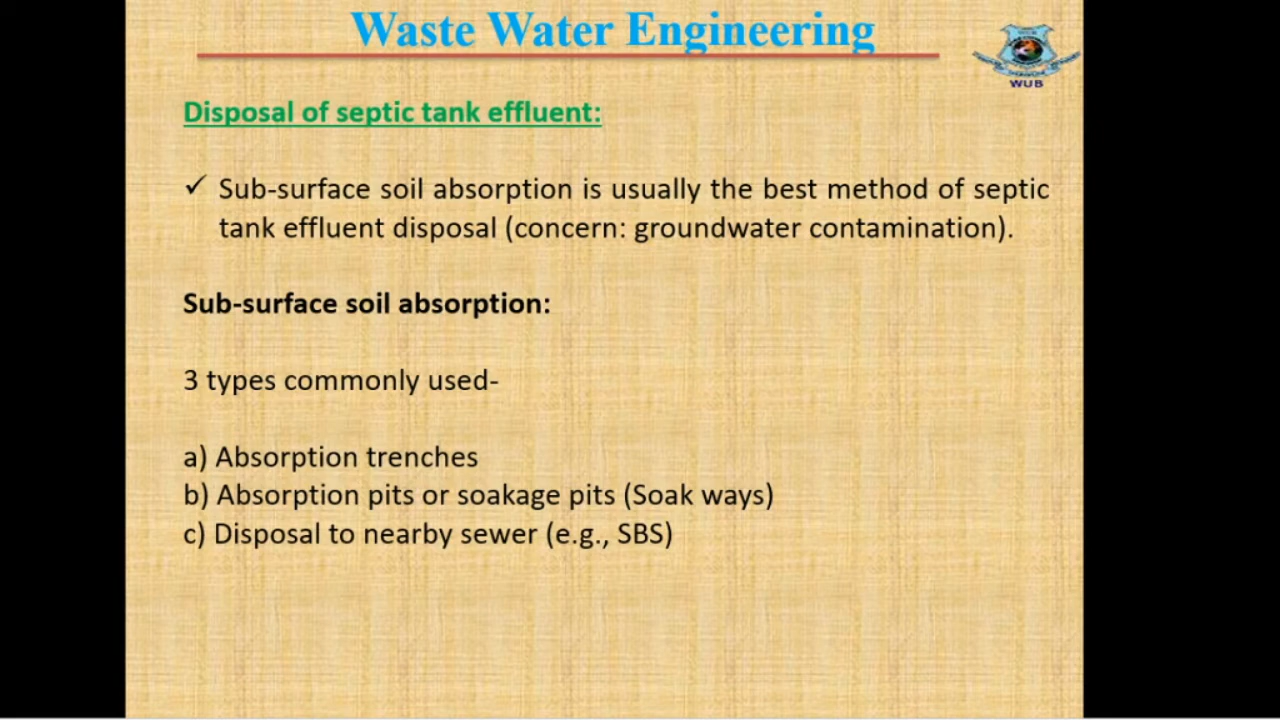 Waste Water Engineering
WUB
Disposal of septic tank effluent:
✓ Sub-surface soil absorption is usually the best method of septic
tank effluent disposal (concern: groundwater contamination).
Sub-surface soil absorption:
3 types commonly used-
a) Absorption trenches
b) Absorption pits or soakage pits (Soak ways)
c) Disposal to nearby sewer (e.g., SBS)